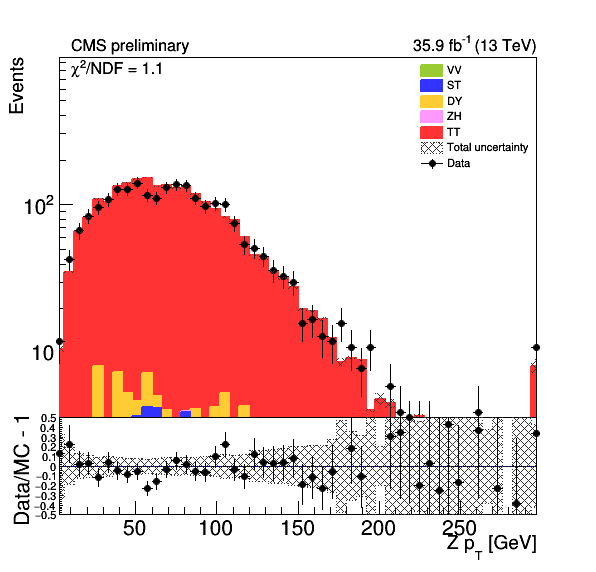 CMS preliminary
35.9 fb⁻¹ (13 TeV)
χ²/NDF = 1.1
Events
VV
ST
DY
ZH
TT
Total uncertainty
Data
10²
10
Data/MC - 1
0.5
0.4
0.3
0.2
0.1
0
-0.1
-0.2
-0.3
-0.4
-0.5
50 100 150 200 250
Z p_T [GeV]